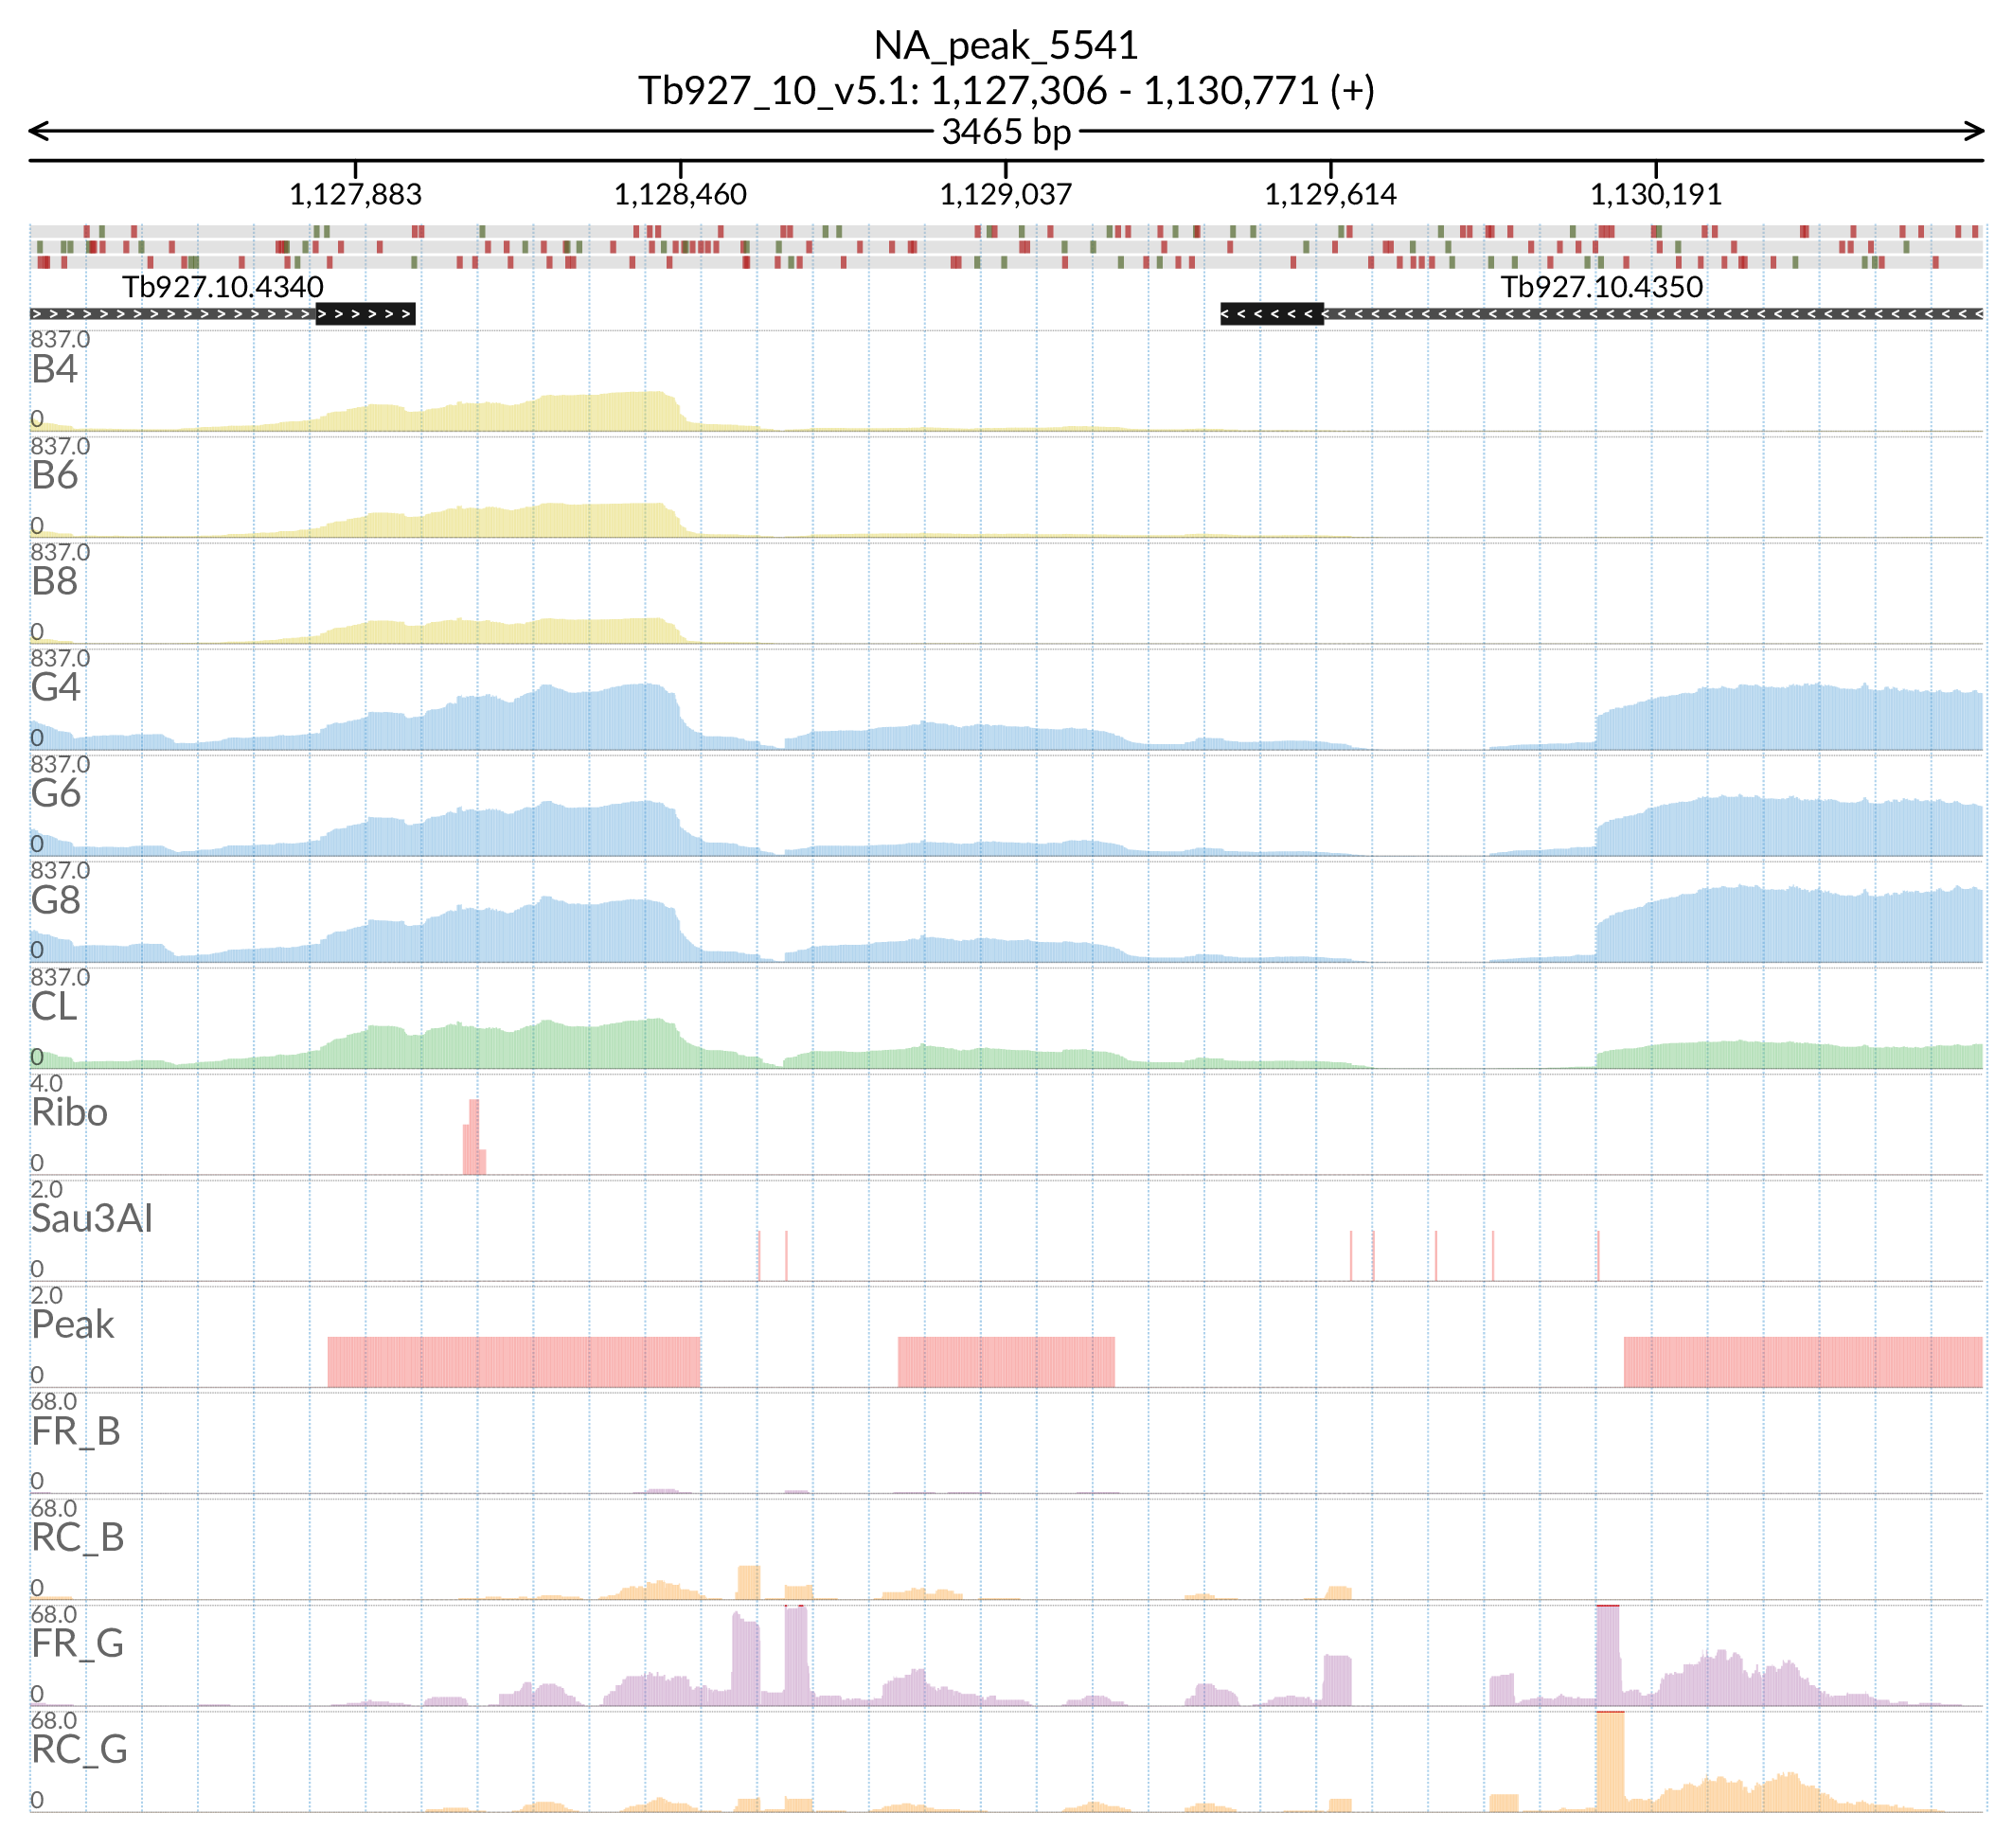 NA_peak_5541
Tb927_10_v5.1: 1,127,306 - 1,130,771 (+)
3465 bp
1,127,883 1,128,460 1,129,037 1,129,614 1,130,191
Tb927.10.4340 Tb927.10.4350
837.0
B4
0
837.0
B6
0
837.0
B8
0
837.0
G4
0
837.0
G6
0
837.0
G8
0
837.0
CL
0
4.0
Ribo
0
2.0
Sau3AI
0
2.0
Peak
0
68.0
FR_B
0
68.0
RC_B
0
68.0
FR_G
0
68.0
RC_G
0